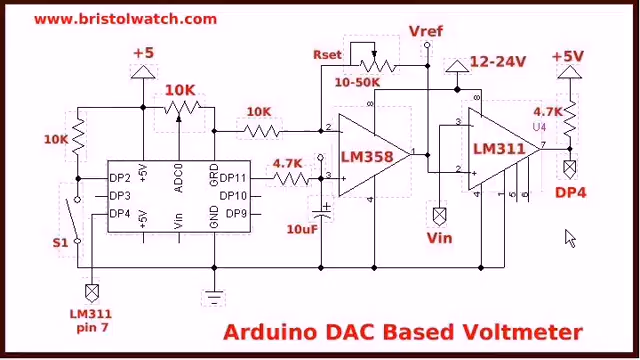 www.bristolwatch.com
+5
10K
10K
10K
Rset
10-50K
Vref
12-24V
+5V
4.7K
U4
LM358
LM311
2
3
1
8
4
3
2
8
7
4
1
5
6
DP4
Vin
DP2
DP3
DP4
+5V
ADC0
GRD
DP11
DP10
DP9
+5V
Vin
GND
4.7K
+
10uF
S1
LM311
pin 7
Arduino DAC Based Voltmeter